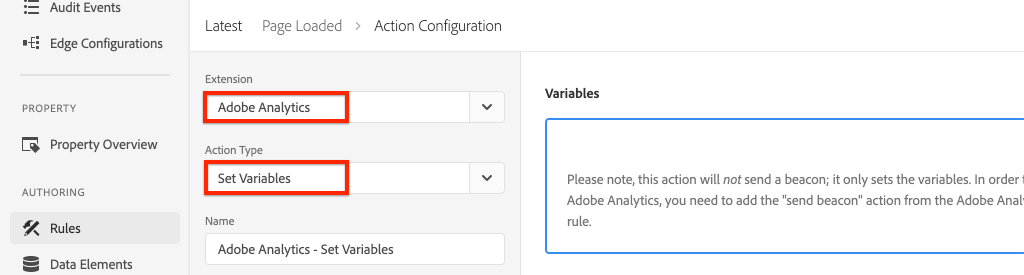 Audit Events
Edge Configurations
PROPERTY
Property Overview
AUTHORING
Rules
Data Elements
Latest Page Loaded > Action Configuration
Extension
Adobe Analytics
Action Type
Set Variables
Name
Adobe Analytics - Set Variables
Variables
Please note, this action will not send a beacon; it only sets the variables. In order
Adobe Analytics, you need to add the "send beacon" action from the Adobe
rule.